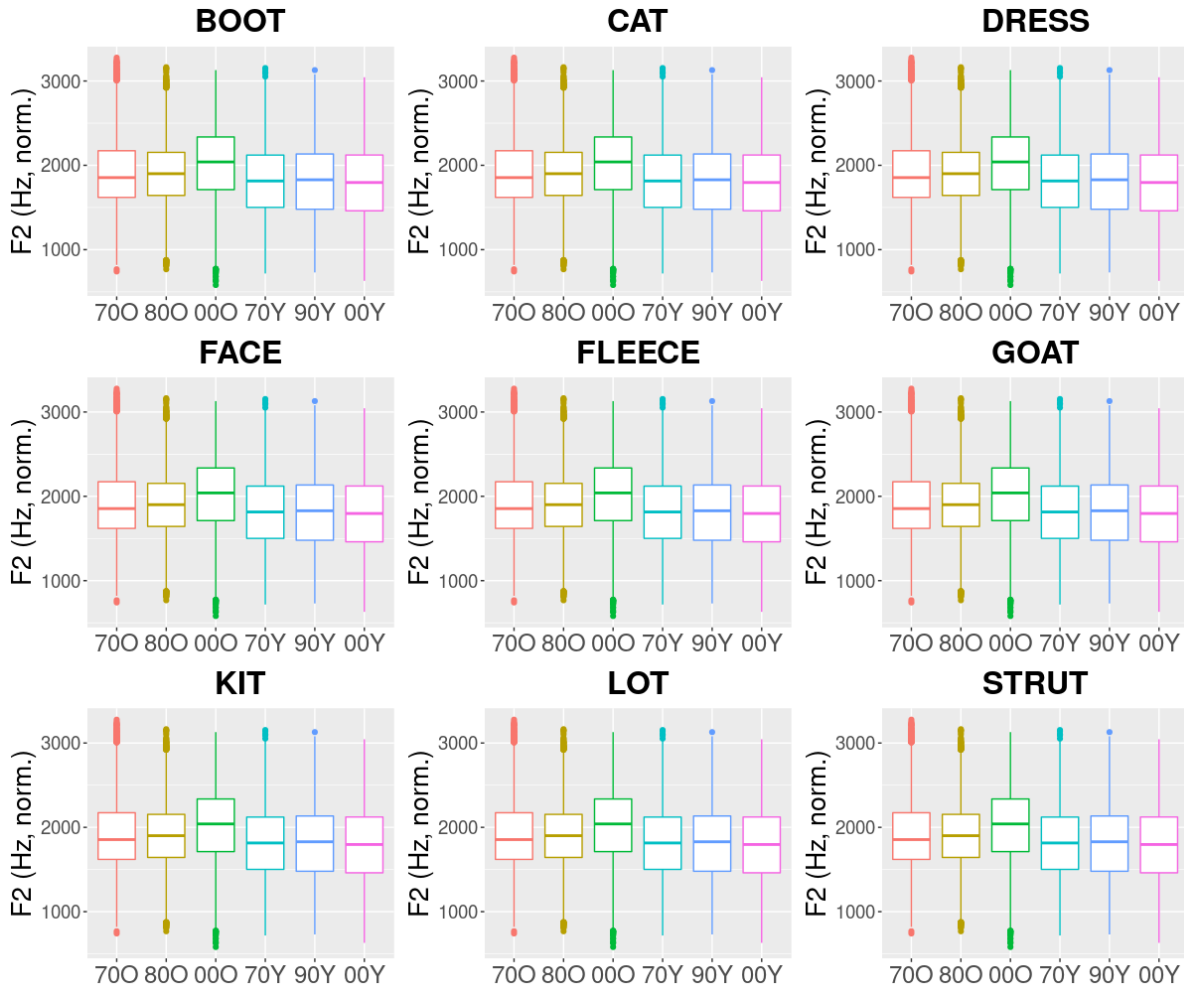 BOOT CAT DRESS
F2 (Hz, norm.) F2 (Hz, norm.) F2 (Hz, norm.)
3000 3000 3000
2000 2000 2000
1000 1000 1000
70O 80O 00O 70Y 90Y 00Y 70O 80O 00O 70Y 90Y 00Y 70O 80O 00O 70Y 90Y 00Y
FACE FLEECE GOAT
F2 (Hz, norm.) F2 (Hz, norm.) F2 (Hz, norm.)
3000 3000 3000
2000 2000 2000
1000 1000 1000
70O 80O 00O 70Y 90Y 00Y 70O 80O 00O 70Y 90Y 00Y 70O 80O 00O 70Y 90Y 00Y
KIT LOT STRUT
F2 (Hz, norm.) F2 (Hz, norm.) F2 (Hz, norm.)
3000 3000 3000
2000 2000 2000
1000 1000 1000
70O 80O 00O 70Y 90Y 00Y 70O 80O 00O 70Y 90Y 00Y 70O 80O 00O 70Y 90Y 00Y